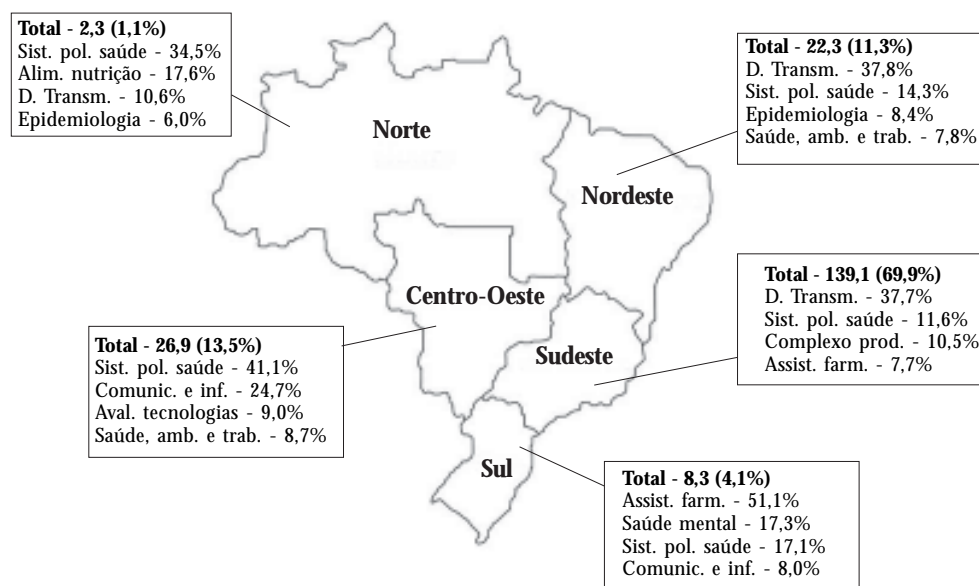 Total - 2,3 (1,1%)
Sist. pol. saúde - 34,5%
Alim. nutrição - 17,6%
D. Transm. - 10,6%
Epidemiologia - 6,0%
Total - 22,3 (11,3%)
D. Transm. - 37,8%
Sist. pol. saúde - 14,3%
Epidemiologia - 8,4%
Saúde, amb. e trab. - 7,8%
Norte
Nordeste
Centro-Oeste
Sudeste
Sul
Total - 139,1 (69,9%)
D. Transm. - 37,7%
Sist. pol. saúde - 11,6%
Complexo prod. - 10,5%
Assist. farm. - 7,7%
Total - 26,9 (13,5%)
Sist. pol. saúde - 41,1%
Comunic. e inf. - 24,7%
Aval. tecnologias - 9,0%
Saúde, amb. e trab. - 8,7%
Total - 8,3 (4,1%)
Assist. farm. - 51,1%
Saúde mental - 17,3%
Sist. pol. saúde - 17,1%
Comunic. e inf. - 8,0%